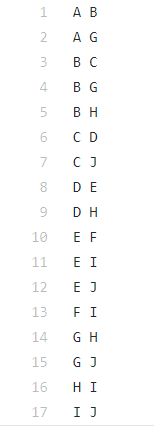 1 A B
2 A G
3 B C
4 B G
5 B H
6 C D
7 C J
8 D E
9 D H
10 E F
11 E I
12 E J
13 F I
14 G H
15 G J
16 H I
17 I J